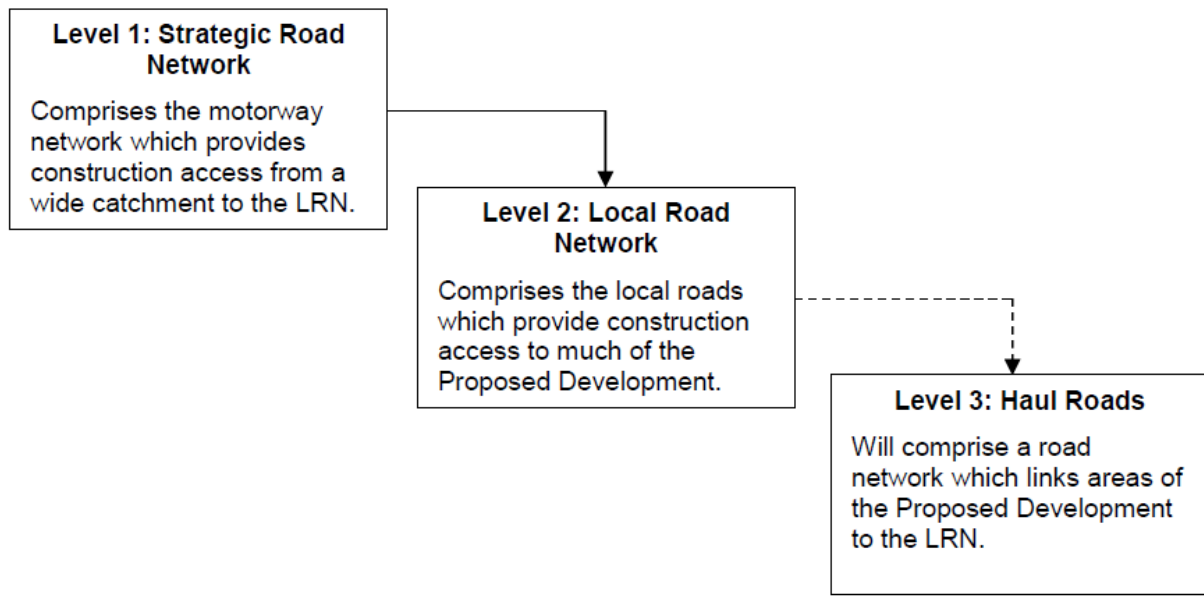 Level 1: Strategic Road
Network
Comprises the motorway
network which provides
construction access from a
wide catchment to the LRN.
Level 2: Local Road
Network
Comprises the local roads
which provide construction
access to much of the
Proposed Development.
Level 3: Haul Roads
Will comprise a road
network which links areas of
the Proposed Development
to the LRN.